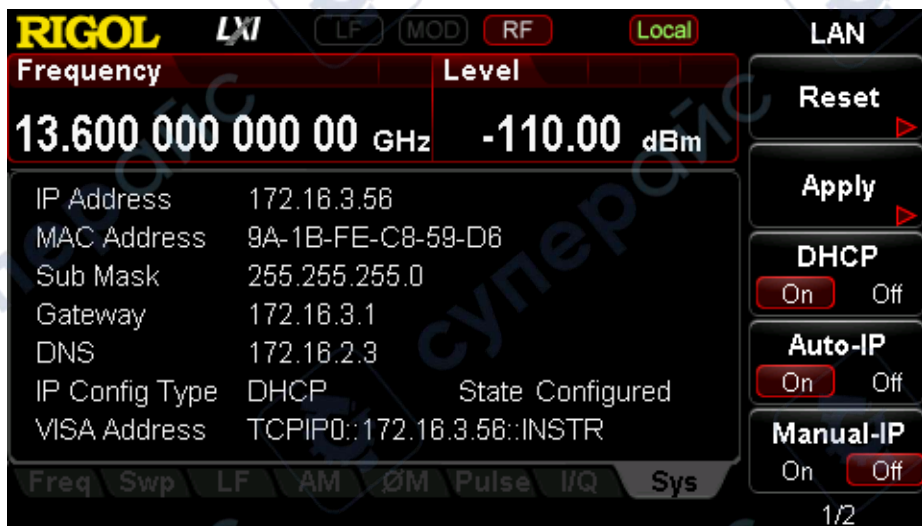 RIGOL LXI LF MOD RF Local LAN
Frequency Level
13.600 000 000 00 GHz -110.00 dBm
Reset
Apply
IP Address 172.16.3.56
MAC Address 9A-1B-FE-C8-59-D6
Sub Mask 255.255.255.0
Gateway 172.16.3.1
DNS 172.16.2.3
IP Config Type DHCP State Configured
VISA Address TCPIP0::172.16.3.56::INSTR
DHCP
On Off
Auto-IP
On Off
Manual-IP
On Off
Freq Swp LF AM ØM Pulse I/Q Sys
1/2
суперайс